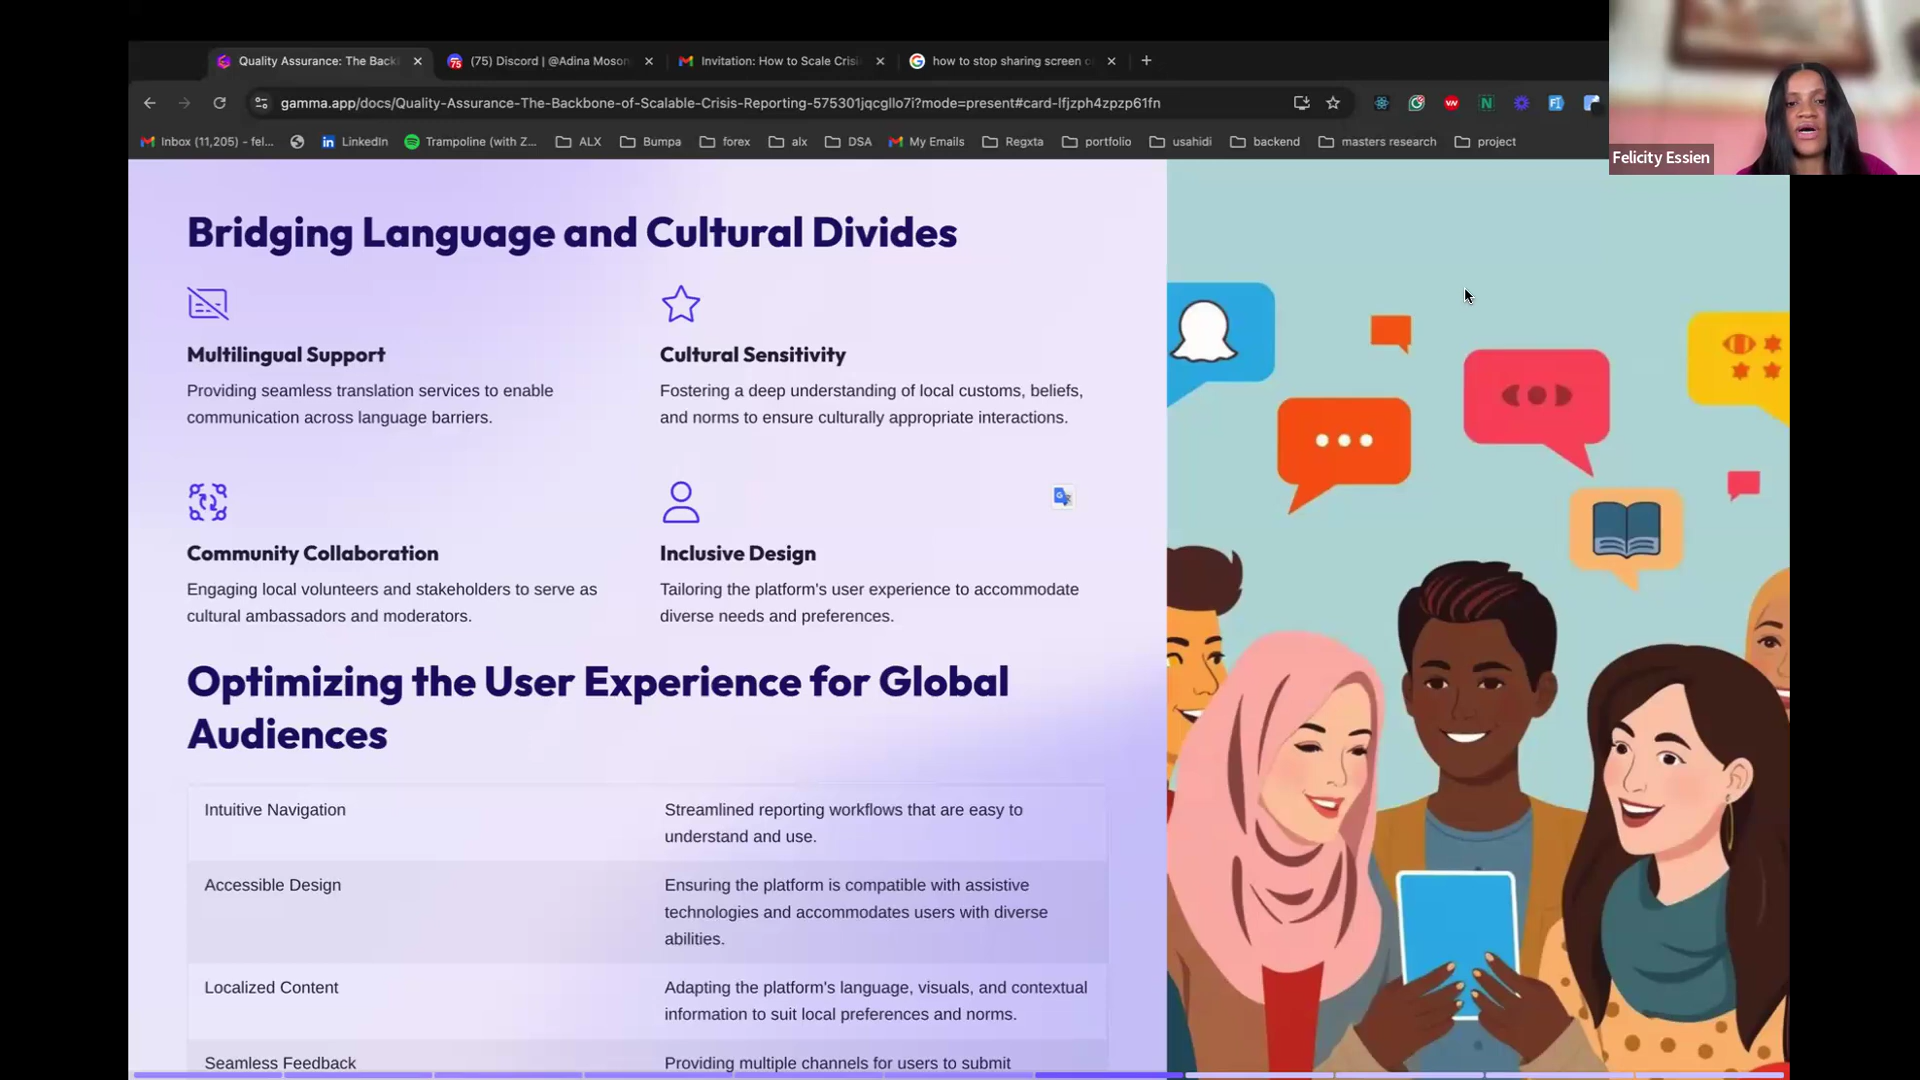 Quality Assurance: The Back
(75) Discord | @Adina Moson
Invitation: How to Scale Crisi
how to stop sharing screen o
gamma.app/docs/Quality-Assurance-The-Backbone-of-Scalable-Crisis-Reporting-575301jqcgllo7i?mode=present#card-lfjzph4zpzp61fn
Inbox (11,205) - fel...
LinkedIn
Trampoline (with Z...
ALX
Bumpa
forex
alx
DSA
My Emails
Regxta
portfolio
usahidi
backend
masters research
project
Felicity Essien
Bridging Language and Cultural Divides
Multilingual Support
Providing seamless translation services to enable
communication across language barriers.
Cultural Sensitivity
Fostering a deep understanding of local customs, beliefs,
and norms to ensure culturally appropriate interactions.
Community Collaboration
Engaging local volunteers and stakeholders to serve as
cultural ambassadors and moderators.
Inclusive Design
Tailoring the platform's user experience to accommodate
diverse needs and preferences.
Optimizing the User Experience for Global
Audiences
Intuitive Navigation
Streamlined reporting workflows that are easy to
understand and use.
Accessible Design
Ensuring the platform is compatible with assistive
technologies and accommodates users with diverse
abilities.
Localized Content
Adapting the platform's language, visuals, and contextual
information to suit local preferences and norms.
Seamless Feedback
Providing multiple channels for users to submit